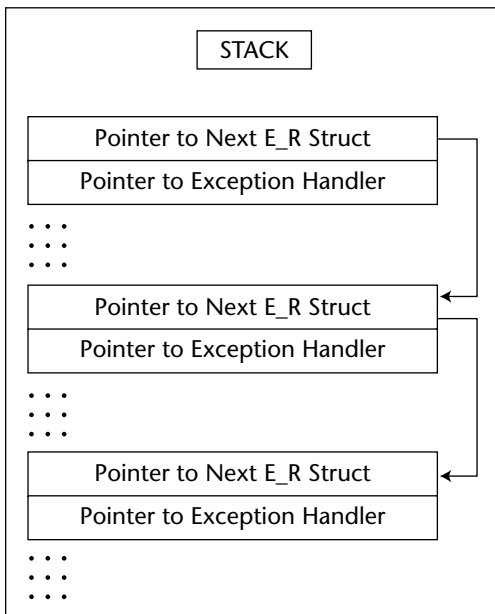 STACK
Pointer to Next E_R Struct
Pointer to Exception Handler
Pointer to Next E_R Struct
Pointer to Exception Handler
Pointer to Next E_R Struct
Pointer to Exception Handler